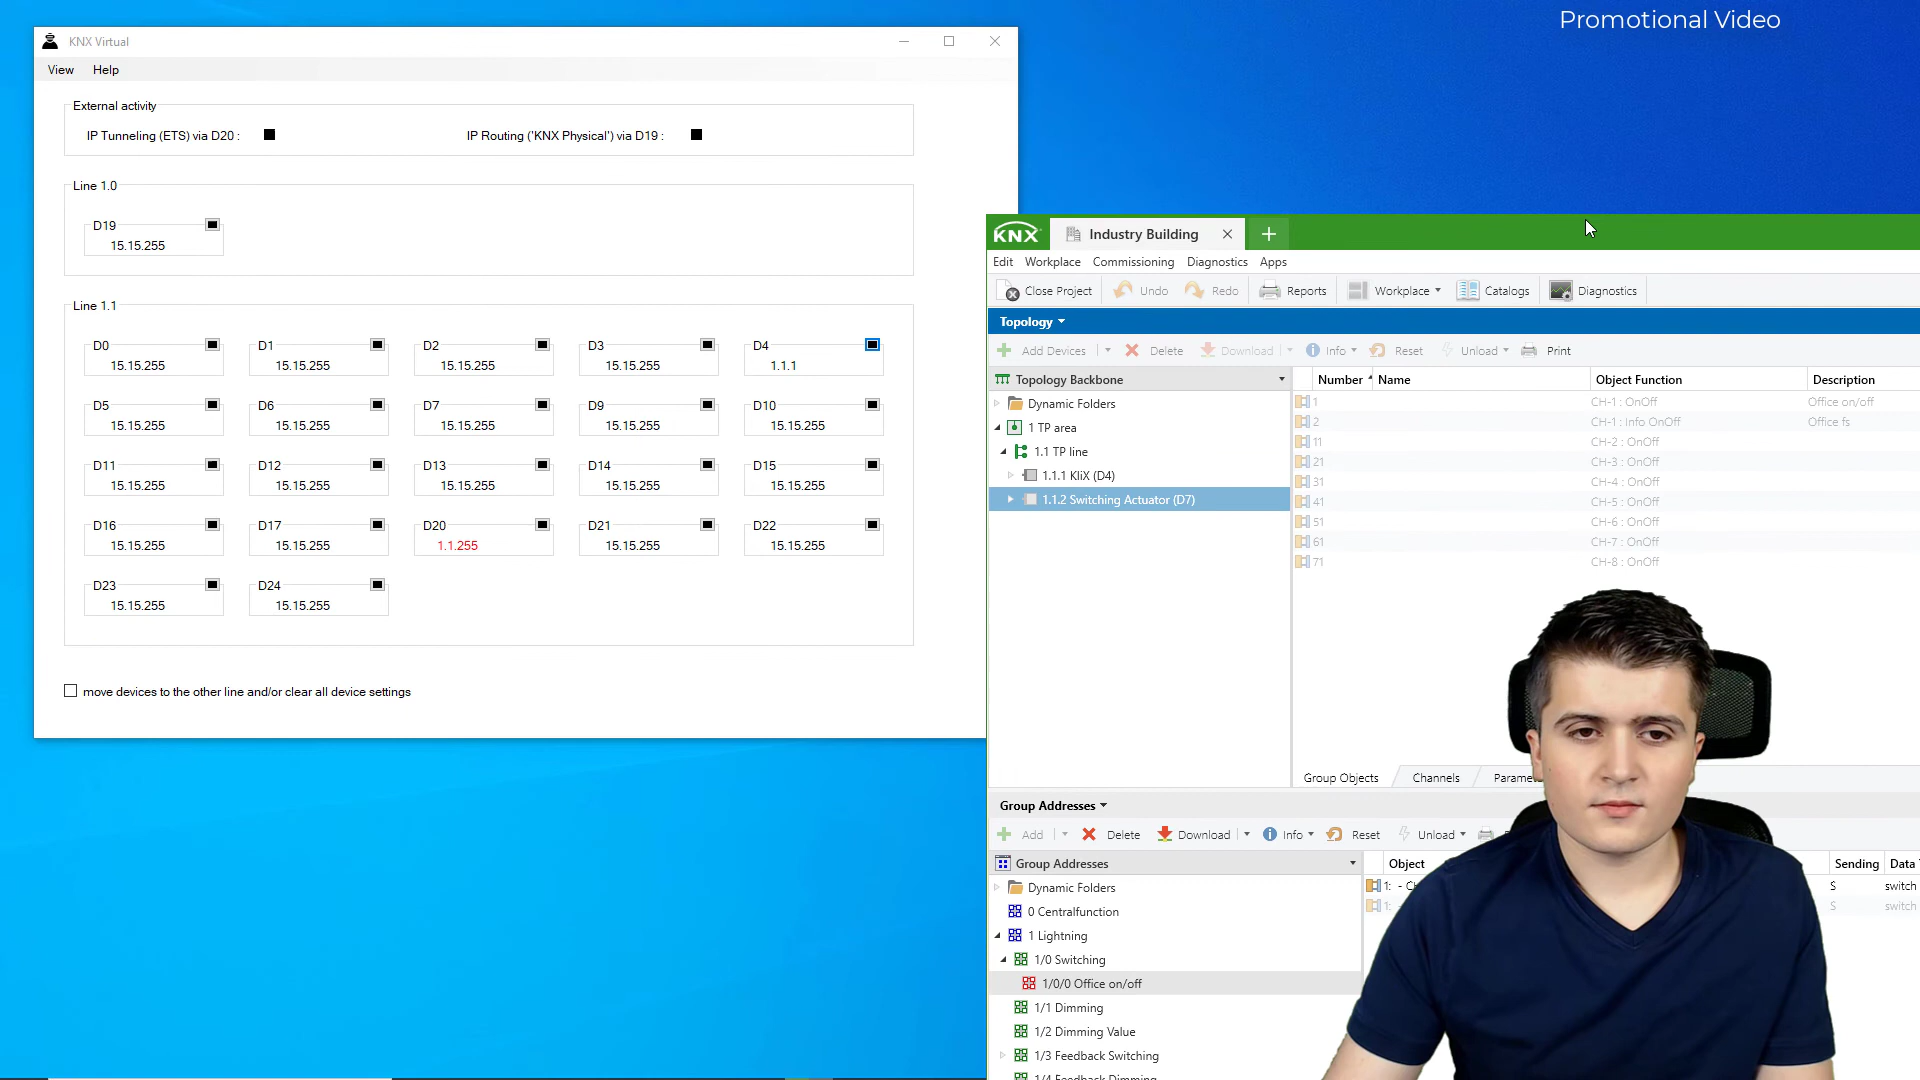 Promotional Video
KNX Virtual
View Help
External activity
IP Tunneling (ETS) via D20 :
IP Routing ('KNX Physical') via D19 :
Line 1.0
D19
15.15.255
Line 1.1
D0 D1 D2 D3 D4
15.15.255 15.15.255 15.15.255 15.15.255 1.1.1
D5 D6 D7 D9 D10
15.15.255 15.15.255 15.15.255 15.15.255 15.15.255
D11 D12 D13 D14 D15
15.15.255 15.15.255 15.15.255 15.15.255 15.15.255
D16 D17 D20 D21 D22
15.15.255 15.15.255 1.1.255 15.15.255 15.15.255
D23 D24
15.15.255 15.15.255
move devices to the other line and/or clear all device settings
KNX Industry Building
Edit Workplace Commissioning Diagnostics Apps
Close Project Undo Redo Reports Workplace Catalogs Diagnostics
Topology
Add Devices Delete Download Info Reset Unload Print
Topology Backbone
Dynamic Folders
1 TP area
1.1 TP line
1.1.1 KliX (D4)
1.1.2 Switching Actuator (D7)
Number Name Object Function Description
1 CH-1 : OnOff Office on/off
2 CH-1 : Info OnOff Office fs
11 CH-2 : OnOff
21 CH-3 : OnOff
31 CH-4 : OnOff
41 CH-5 : OnOff
51 CH-6 : OnOff
61 CH-7 : OnOff
71 CH-8 : OnOff
Group Objects Channels
Group Addresses
Add Delete Download Info Reset Unload
Group Addresses
Dynamic Folders
0 Centralfunction
1 Lightning
1/0 Switching
1/0/0 Office on/off
1/1 Dimming
1/2 Dimming Value
1/3 Feedback Switching
1/4 Feedback Dimming
Object Sending Data
1: S switch
1: S switch